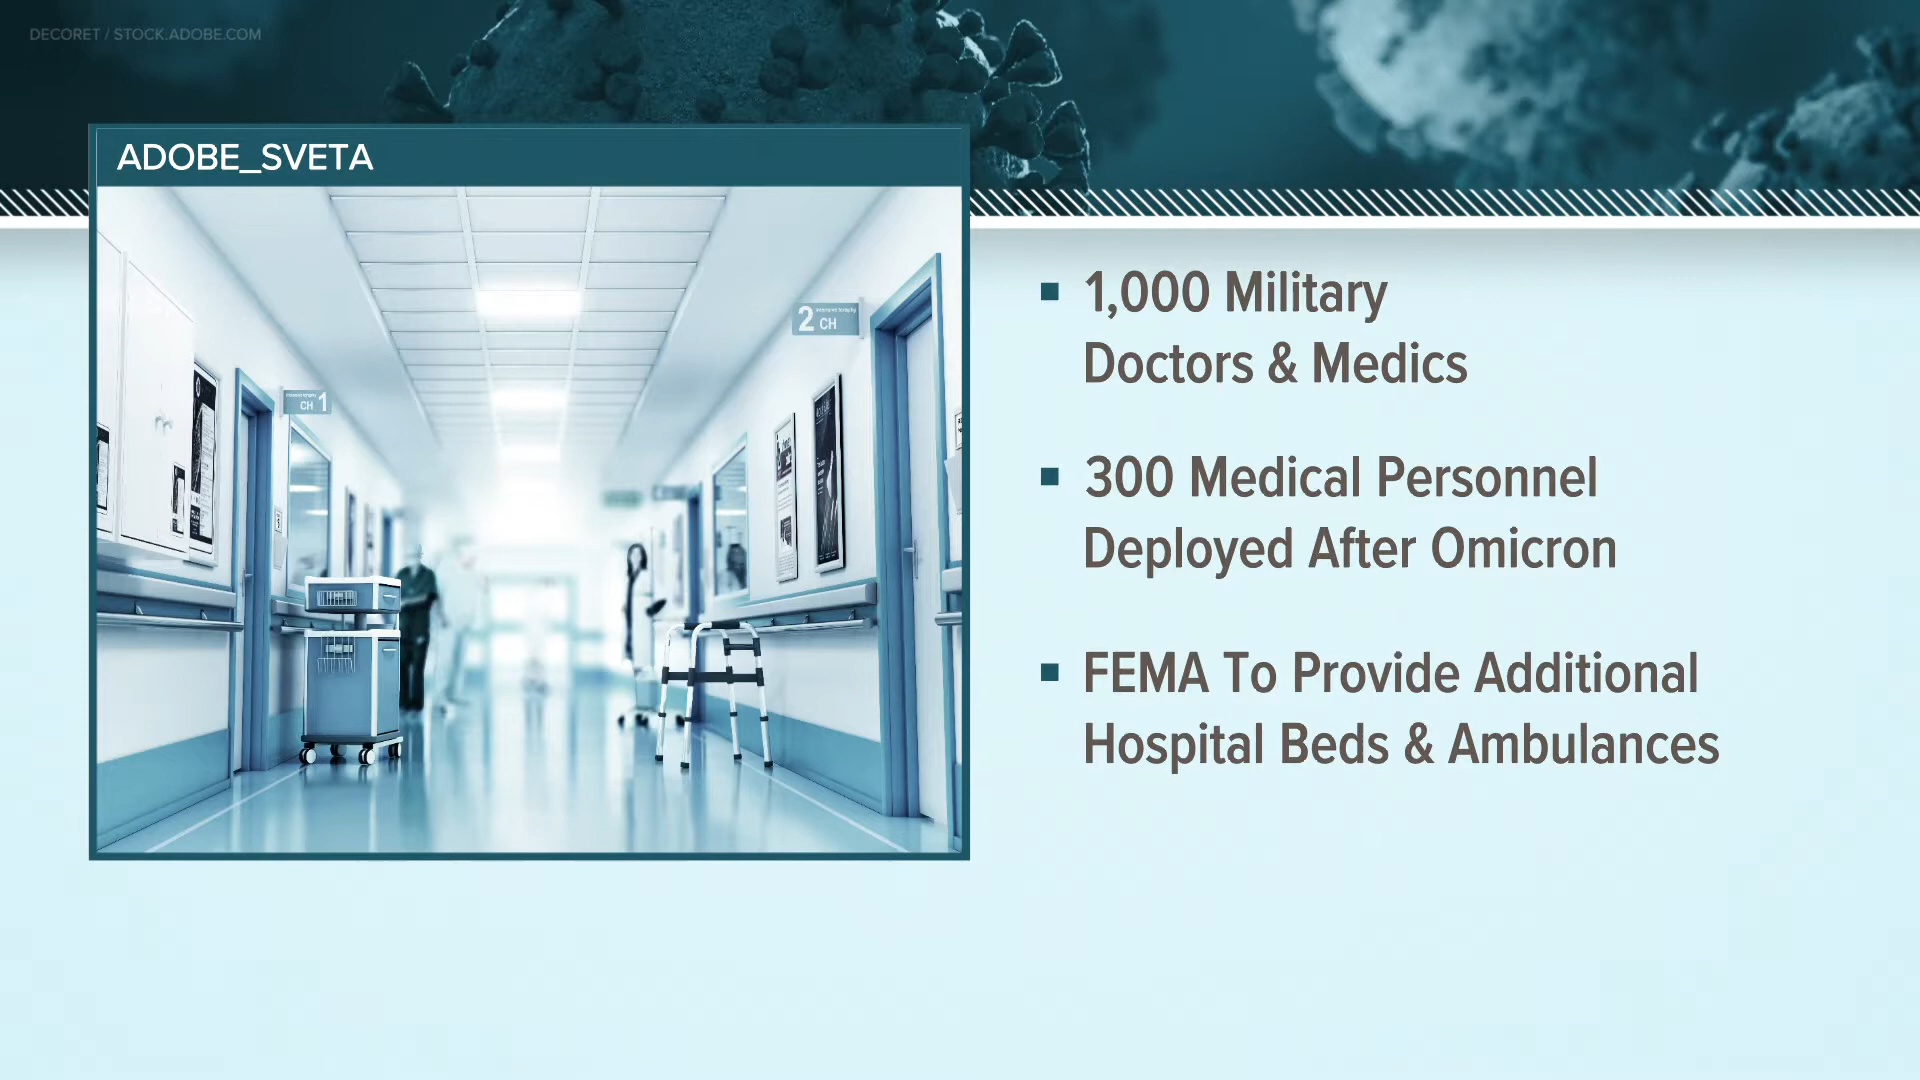 DECORET / STOCK.ADOBE.COM
ADOBE_SVETA
2 CH
CH 1
1,000 Military
Doctors & Medics
300 Medical Personnel
Deployed After Omicron
FEMA To Provide Additional
Hospital Beds & Ambulances